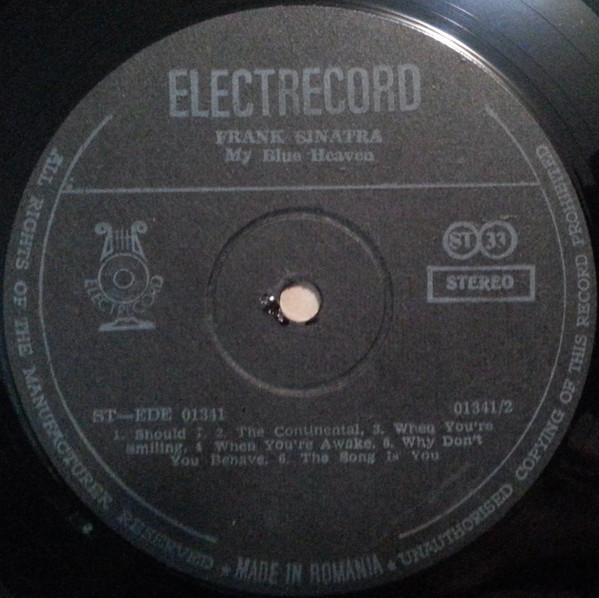 ELECTRECORD
FRANK SINATRA
My Blue Heaven
ELECTRECORD
ST 33
STEREO
ST—EDE 01341
01341/2
1. Should I, 2. The Continental, 3. When You're
smiling, 4 When You're Awake, 5. Why Don't
You Behave, 6. The Song Is You
ALL RIGHTS OF THE MANUFACTURER RESERVED ★ MADE IN ROMANIA ★ UNAUTHORISED COPYING OF THIS RECORD PROHIBITED